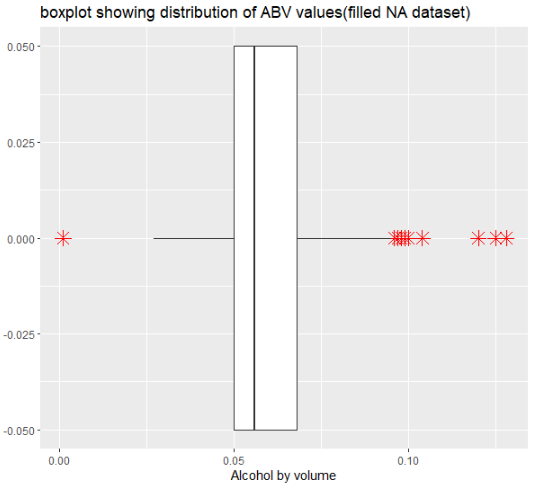 boxplot showing distribution of ABV values(filled NA dataset)
0.050
0.025
0.000
-0.025
-0.050
0.00 0.05 0.10
Alcohol by volume